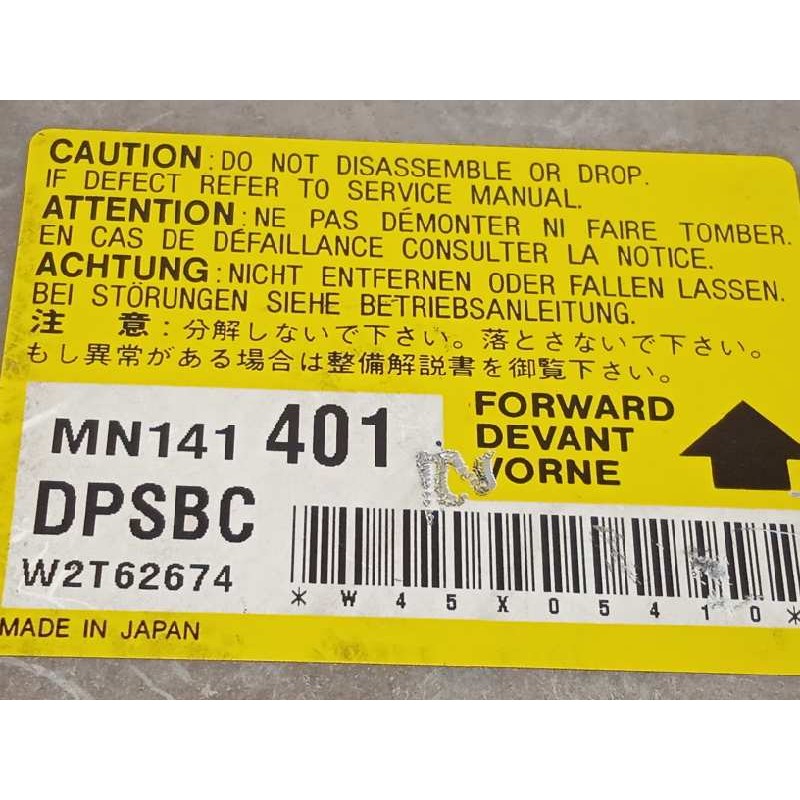 CAUTION : DO NOT DISASSEMBLE OR DROP.
IF DEFECT REFER TO SERVICE MANUAL.
ATTENTION : NE PAS DÉMONTER NI FAIRE TOMBER.
EN CAS DE DÉFAILLANCE CONSULTER LA NOTICE.
ACHTUNG : NICHT ENTFERNEN ODER FALLEN LASSEN.
BEI STÖRUNGEN SIEHE BETRIEBSANLEITUNG.
注 意 : 分解しないで下さい。落とさないで下さい。
もし異常がある場合は整備解説書を御覧下さい。
MN141 401
DPSBC
W2T62674
FORWARD
DEVANT
VORNE
*W45X05410*
MADE IN JAPAN